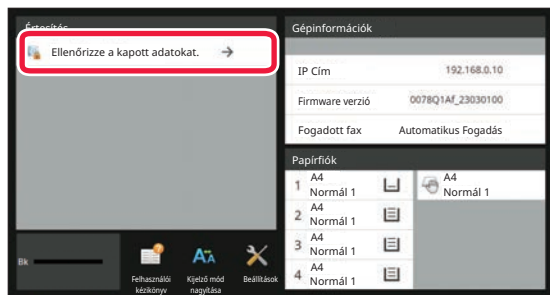 Értesítés
Ellenőrizze a kapott adatokat.
Gépinformációk
IP Cím 192.168.0.10
Firmware verzió 0078Q1Af_23030100
Fogadott fax Automatikus Fogadás
Papírfiók
1 A4
Normál 1
A4
Normál 1
2 A4
Normál 1
3 A4
Normál 1
4 A4
Normál 1
Bk
Felhasználói
kézikönyv
Kijelző mód
nagyítása
Beállítások